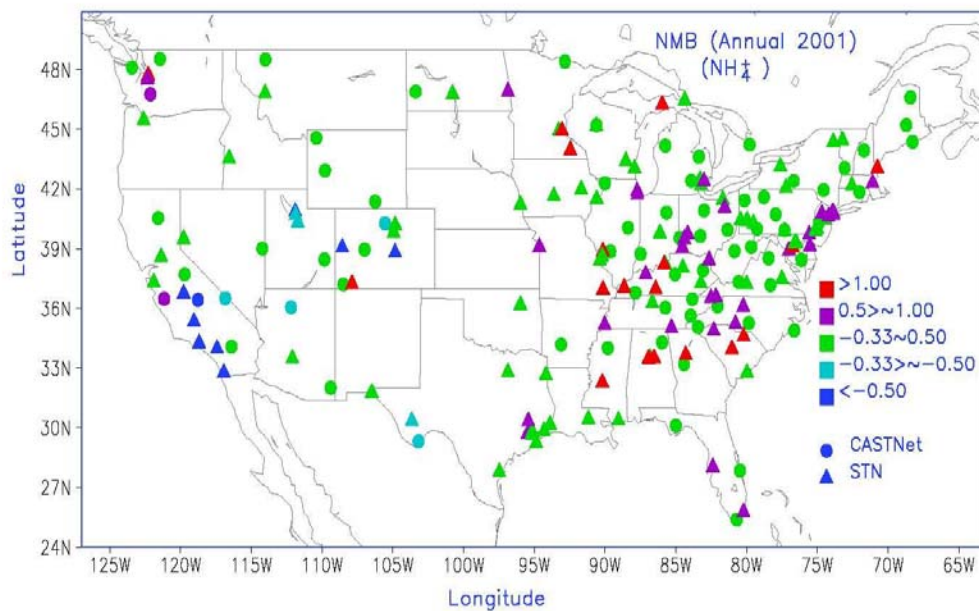 NMB (Annual 2001)
(NH‡4 )
48N
45N
42N
39N
36N
33N
30N
27N
24N
Latitude
>1.00
0.5>~1.00
-0.33~0.50
-0.33>~-0.50
<-0.50
CASTNet
STN
125W 120W 115W 110W 105W 100W 95W 90W 85W 80W 75W 70W 65W
Longitude